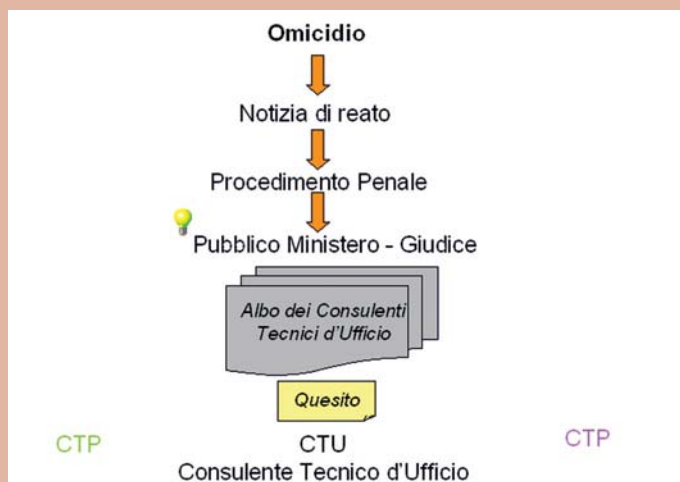 Omicidio
Notizia di reato
Procedimento Penale
Pubblico Ministero - Giudice
Albo dei Consulenti
Tecnici d'Ufficio
Quesito
CTP
CTU
CTP
Consulente Tecnico d'Ufficio